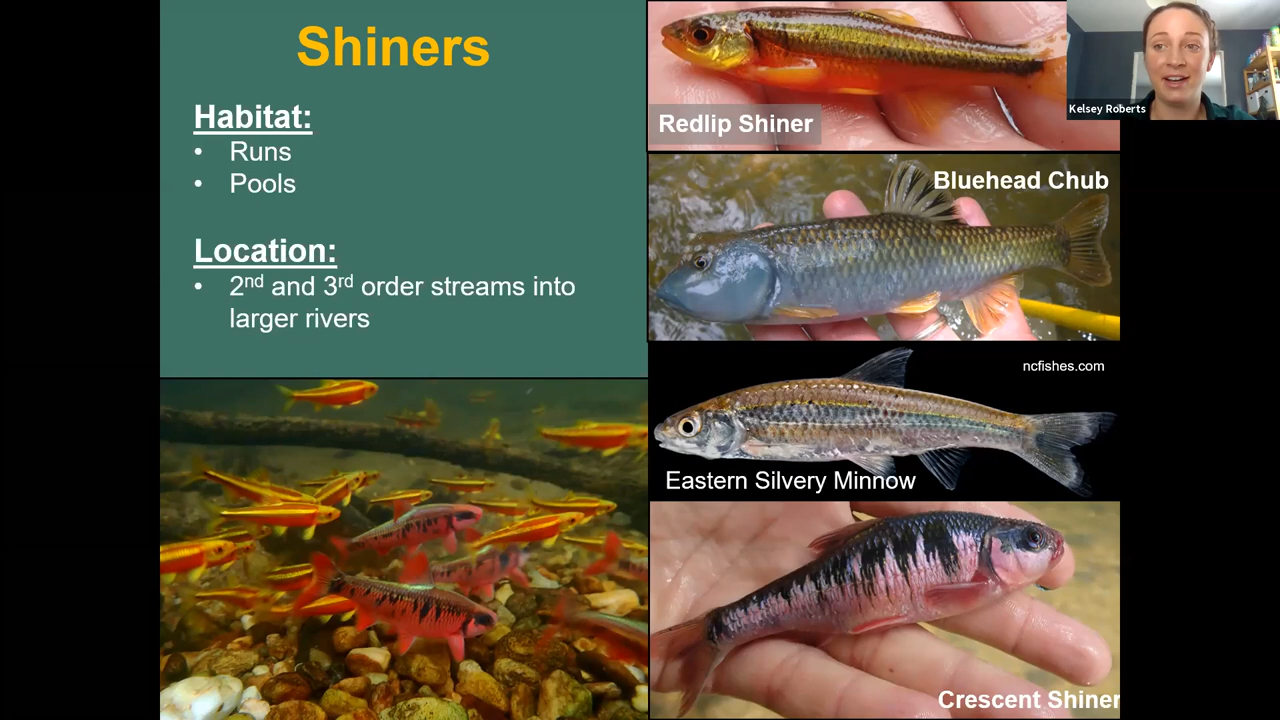 Shiners
Habitat:
• Runs
• Pools
Location:
• 2nd and 3rd order streams into
larger rivers
Redlip Shiner
Kelsey Roberts
Bluehead Chub
ncfishes.com
Eastern Silvery Minnow
Crescent Shiner